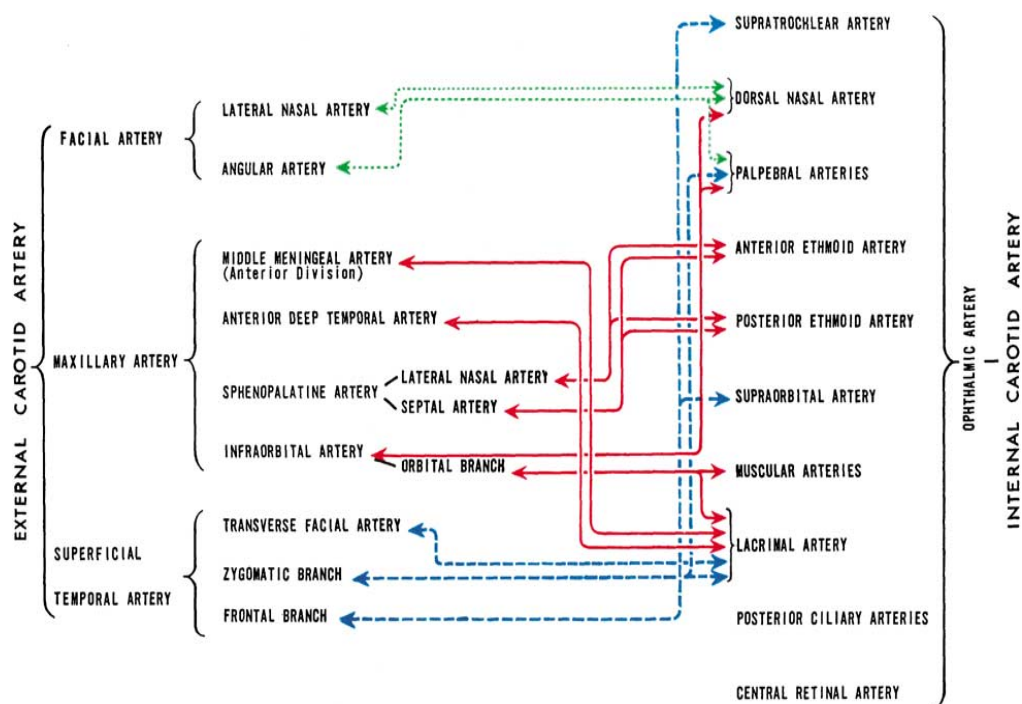 EXTERNAL CAROTID ARTERY
FACIAL ARTERY
LATERAL NASAL ARTERY
ANGULAR ARTERY
MAXILLARY ARTERY
MIDDLE MENINGEAL ARTERY
(Anterior Division)
ANTERIOR DEEP TEMPORAL ARTERY
SPHENOPALATINE ARTERY
LATERAL NASAL ARTERY
SEPTAL ARTERY
INFRAORBITAL ARTERY
ORBITAL BRANCH
SUPERFICIAL
TEMPORAL ARTERY
TRANSVERSE FACIAL ARTERY
ZYGOMATIC BRANCH
FRONTAL BRANCH
SUPRATROCHLEAR ARTERY
DORSAL NASAL ARTERY
PALPEBRAL ARTERIES
ANTERIOR ETHMOID ARTERY
POSTERIOR ETHMOID ARTERY
SUPRAORBITAL ARTERY
MUSCULAR ARTERIES
LACRIMAL ARTERY
POSTERIOR CILIARY ARTERIES
CENTRAL RETINAL ARTERY
OPHTHALMIC ARTERY
INTERNAL CAROTID ARTERY